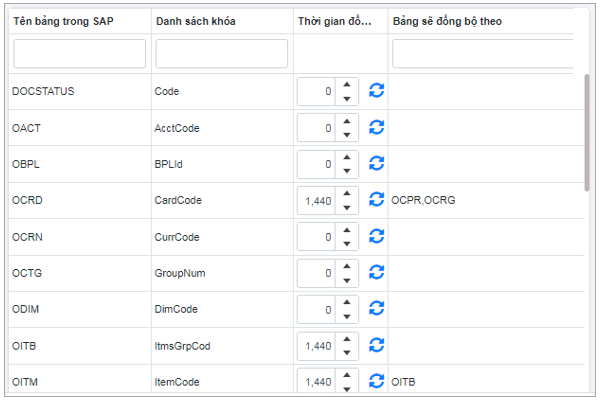 Tên bảng trong SAP Danh sách khóa Thời gian đồ... Bảng sẽ đồng bộ theo
DOCSTATUS Code 0
OACT AcctCode 0
OBPL BPLId 0
OCRD CardCode 1,440 OCPR,OCRG
OCRN CurrCode 0
OCTG GroupNum 0
ODIM DimCode 0
OITB ItmsGrpCod 1,440
OITM ItemCode 1,440 OITB